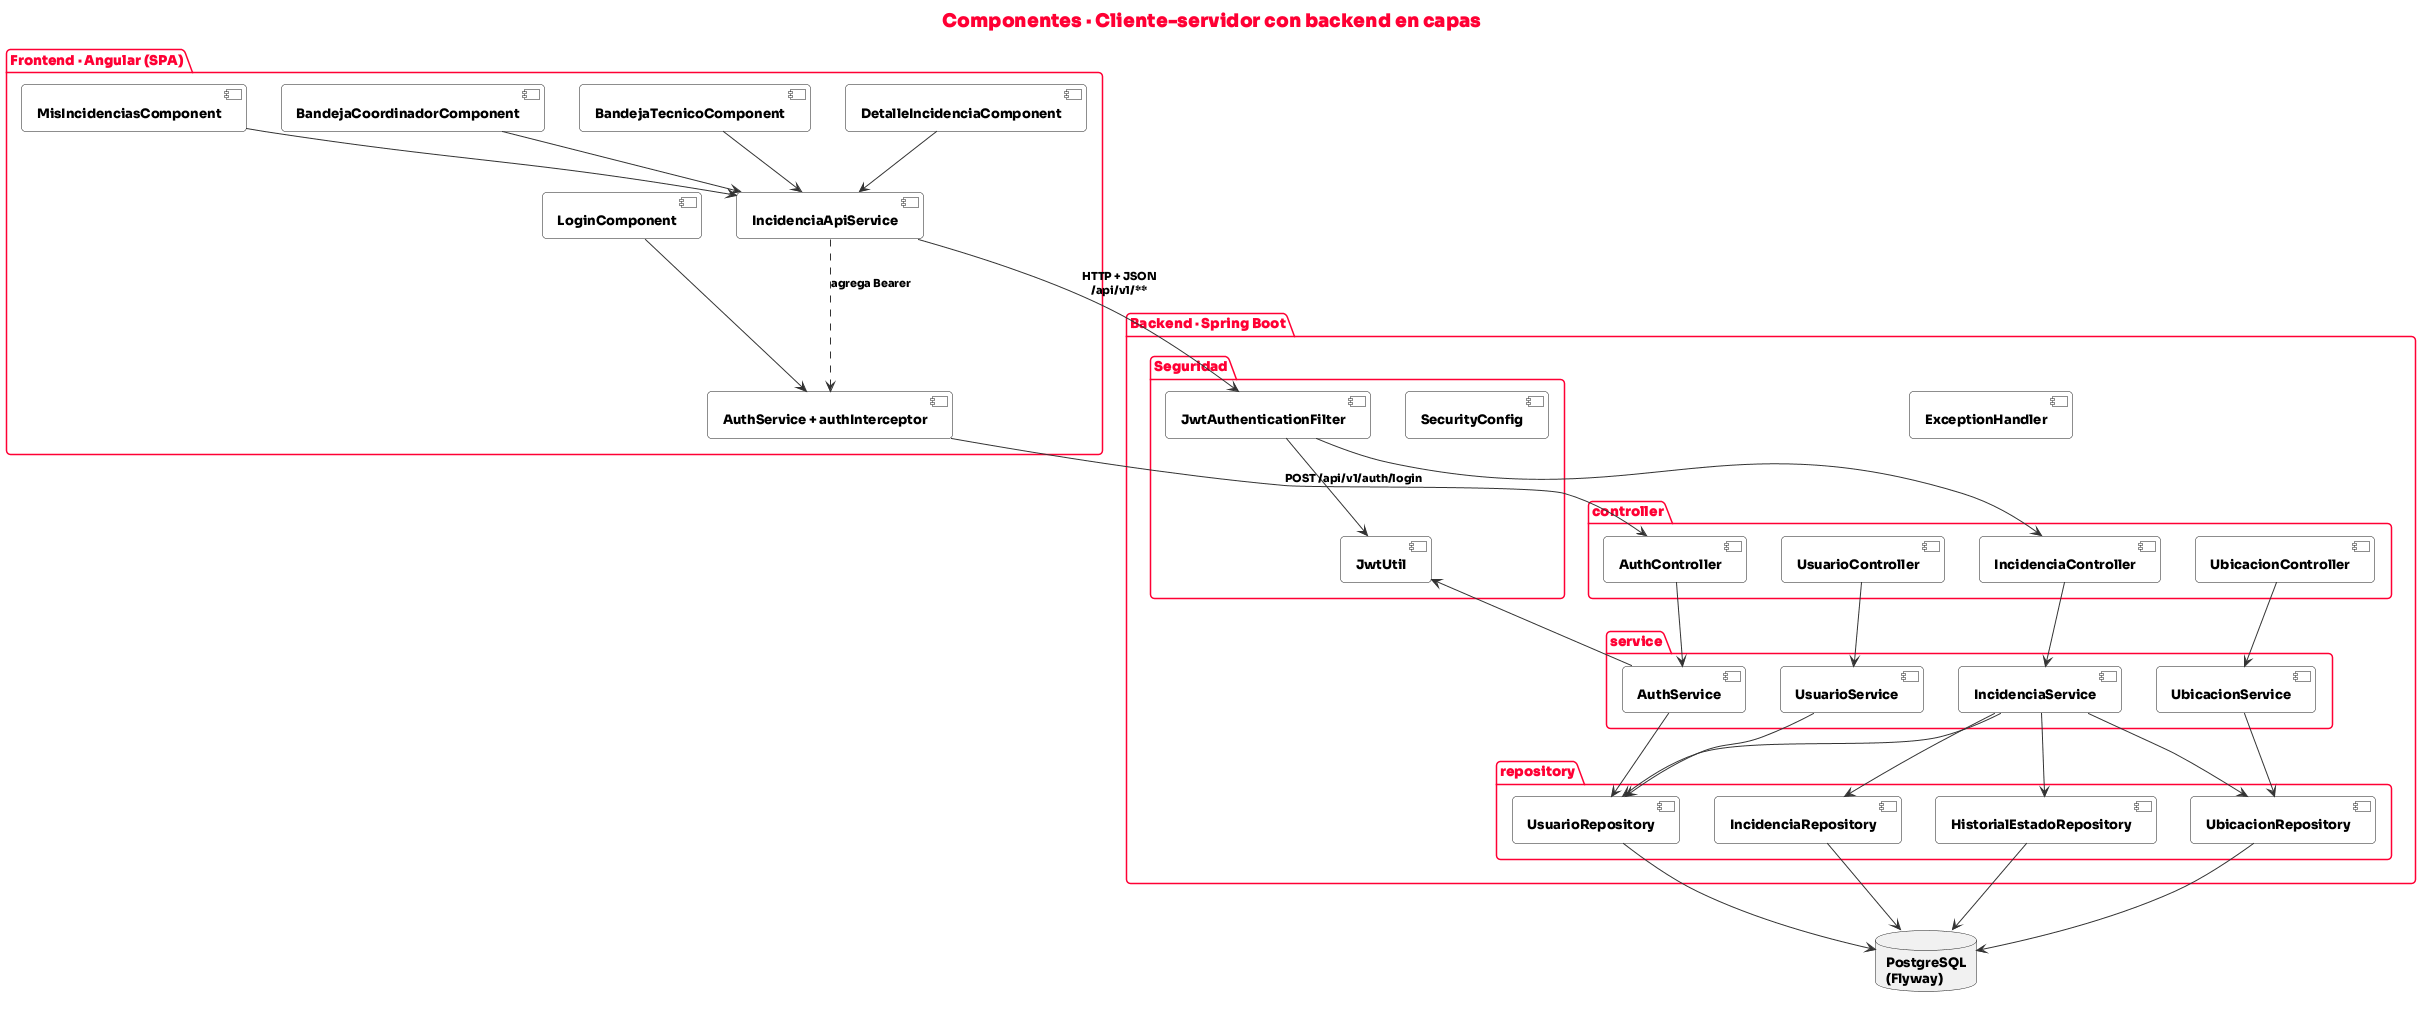 Componentes · Cliente-servidor con backend en capas
Frontend · Angular (SPA)
MisIncidenciasComponent
BandejaCoordinadorComponent
BandejaTecnicoComponent
DetalleIncidenciaComponent
LoginComponent
IncidenciaApiService
agrega Bearer
HTTP + JSON
/api/v1/**
AuthService + authInterceptor
Backend · Spring Boot
Seguridad
JwtAuthenticationFilter
SecurityConfig
ExceptionHandler
POST /api/v1/auth/login
JwtUtil
controller
AuthController
UsuarioController
IncidenciaController
UbicacionController
service
AuthService
UsuarioService
IncidenciaService
UbicacionService
repository
UsuarioRepository
IncidenciaRepository
HistorialEstadoRepository
UbicacionRepository
PostgreSQL
(Flyway)